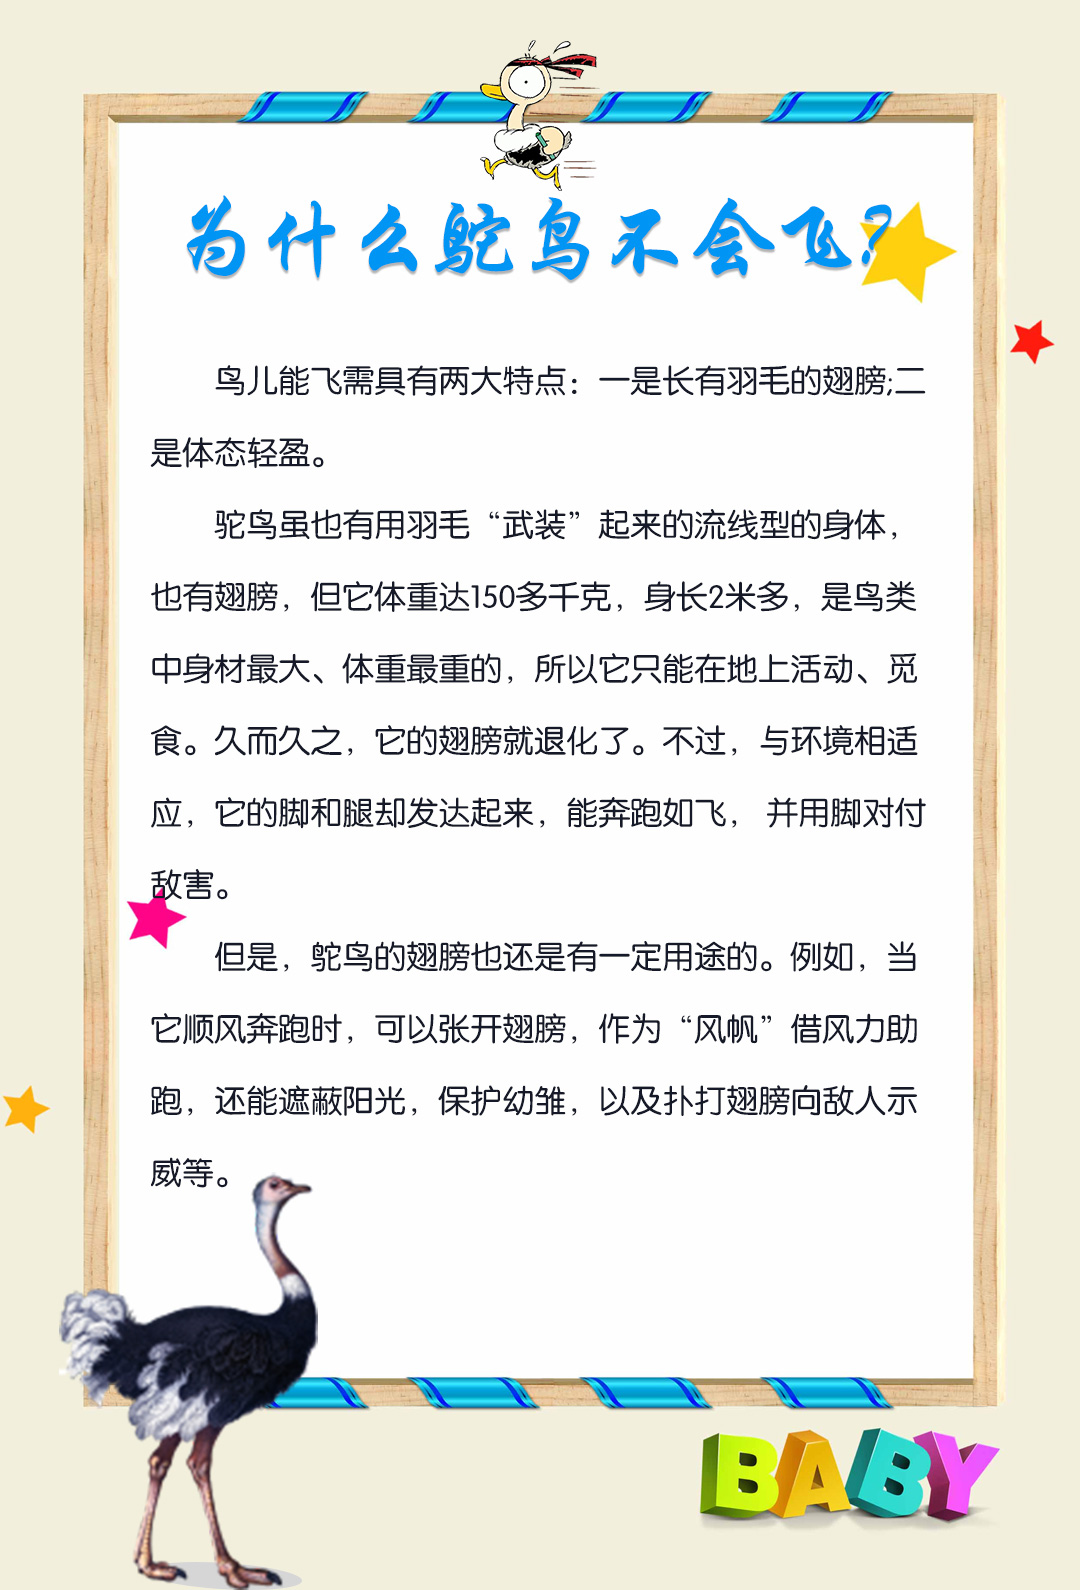 为什么鸵鸟不会飞?
鸟儿能飞需具有两大特点：一是长有羽毛的翅膀;二
是体态轻盈。
驼鸟虽也有用羽毛“武装”起来的流线型的身体，
也有翅膀，但它体重达150多千克，身长2米多，是鸟类
中身材最大、体重最重的，所以它只能在地上活动、觅
食。久而久之，它的翅膀就退化了。不过，与环境相适
应，它的脚和腿却发达起来，能奔跑如飞， 并用脚对付
敌害。
但是，鸵鸟的翅膀也还是有一定用途的。例如，当
它顺风奔跑时，可以张开翅膀，作为“风帆”借风力助
跑，还能遮蔽阳光，保护幼雏，以及扑打翅膀向敌人示
威等。
BABY